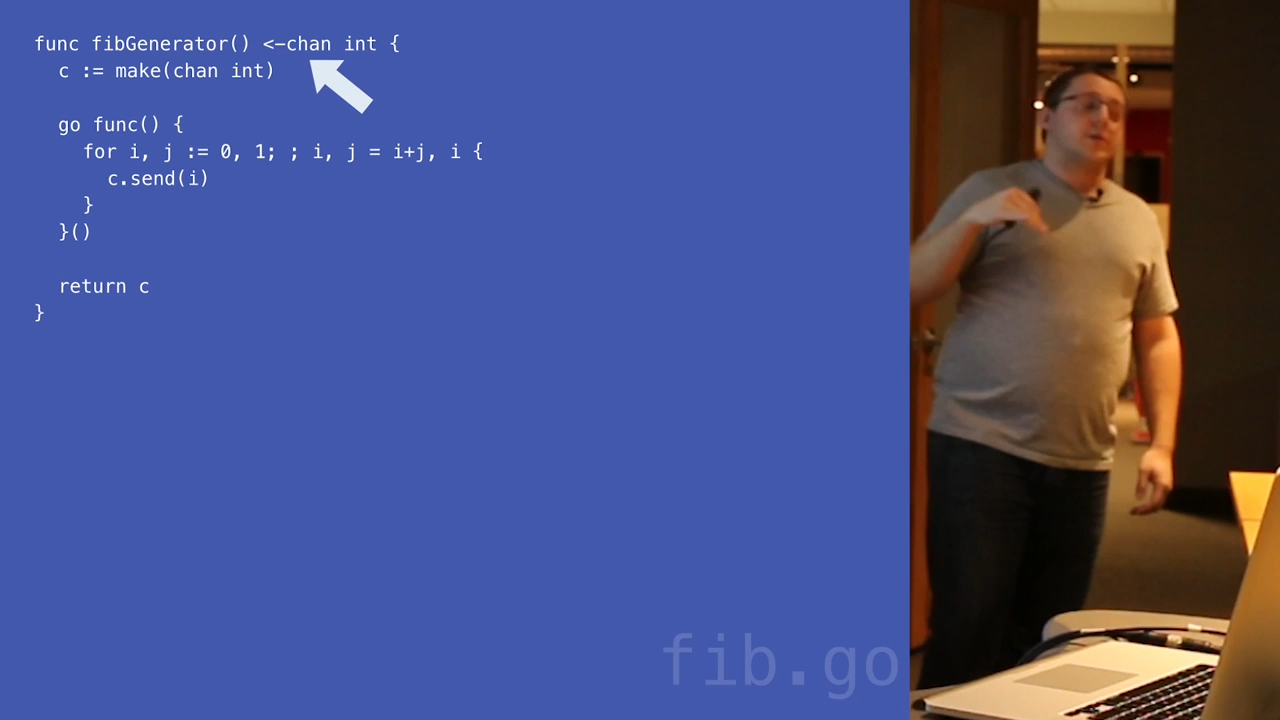 func fibGenerator() <-chan int {
  c := make(chan int)

  go func() {
    for i, j := 0, 1; ; i, j = i+j, i {
      c.send(i)
    }
  }()

  return c
}
fib.go